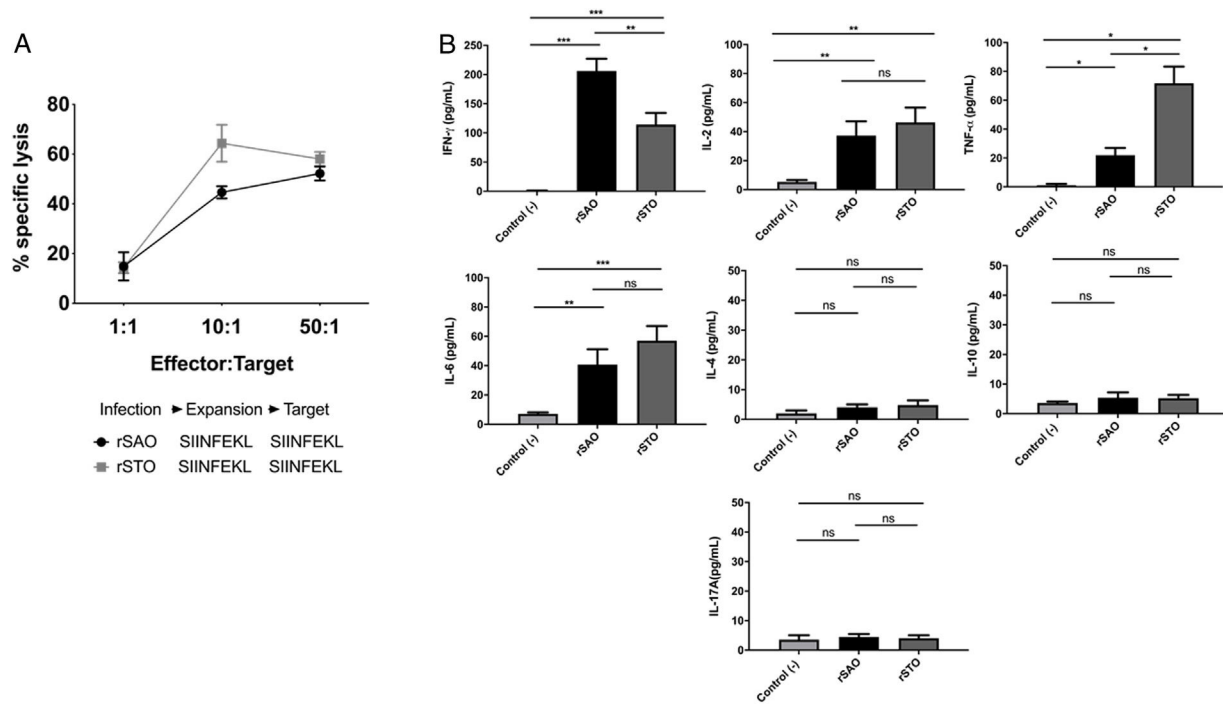 A
80
60
40
20
0
% specific lysis
1:1 10:1 50:1
Effector:Target
Infection Expansion Target
rSAO SIINFEKL SIINFEKL
rSTO SIINFEKL SIINFEKL
B
***
*** **
250
200
150
100
50
0
IFN-γ (pg/mL)
Control (-) rSAO rSTO
**
**
ns
100
80
60
40
20
0
IL-2 (pg/mL)
Control (-) rSAO rSTO
*
* *
100
80
60
40
20
0
TNF-α (pg/mL)
Control (-) rSAO rSTO
***
ns
**
100
80
60
40
20
0
IL-6 (pg/mL)
Control (-) rSAO rSTO
ns
ns
ns
50
40
30
20
10
0
IL-4 (pg/mL)
Control (-) rSAO rSTO
ns
ns
ns
50
40
30
20
10
0
IL-10 (pg/mL)
Control (-) rSAO rSTO
ns
ns
ns
50
40
30
20
10
0
IL-17A(pg/mL)
Control (-) rSAO rSTO